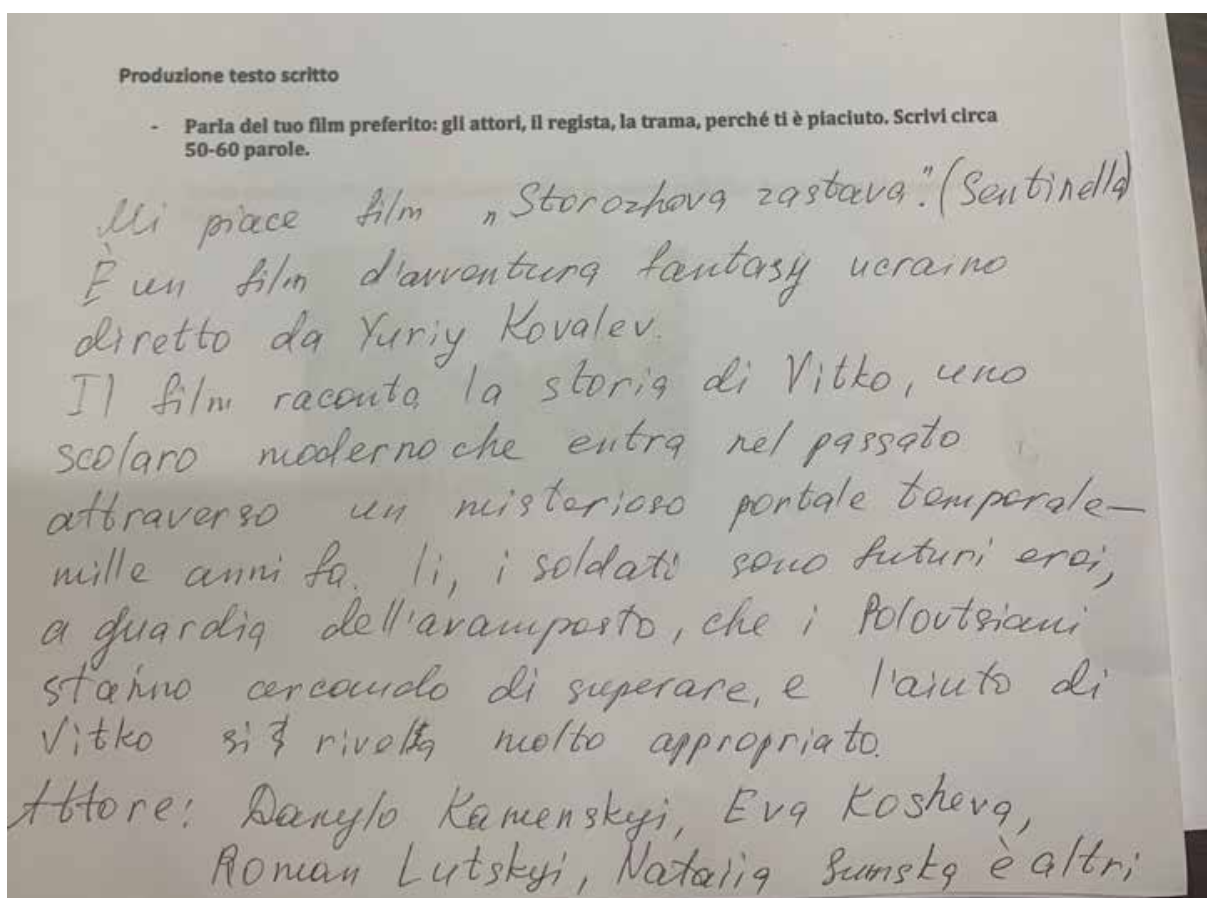 Produzione testo scritto
- Parla del tuo film preferito: gli attori, il regista, la trama, perché ti è piaciuto. Scrivi circa
50-60 parole.
Mi piace film „Storozhova zastava". (Sentinella)
È un film d'avventura fantasy ucraino
diretto da Yuriy Kovalev.
Il film racconta la storia di Vitko, uno
scolaro moderno che entra nel passato
attraverso un misterioso portale temporale—
mille anni fa. lì, i soldati sono futuri eroi,
a guardia dell'avamposto, che i Poloutsiani
stanno cercando di superare, e l'aiuto di
Vitko si rivolta molto appropriato.
Attore: Danylo Kamenskyi, Eva Kosheva,
Roman Lutskyi, Natalia Sumska è altri